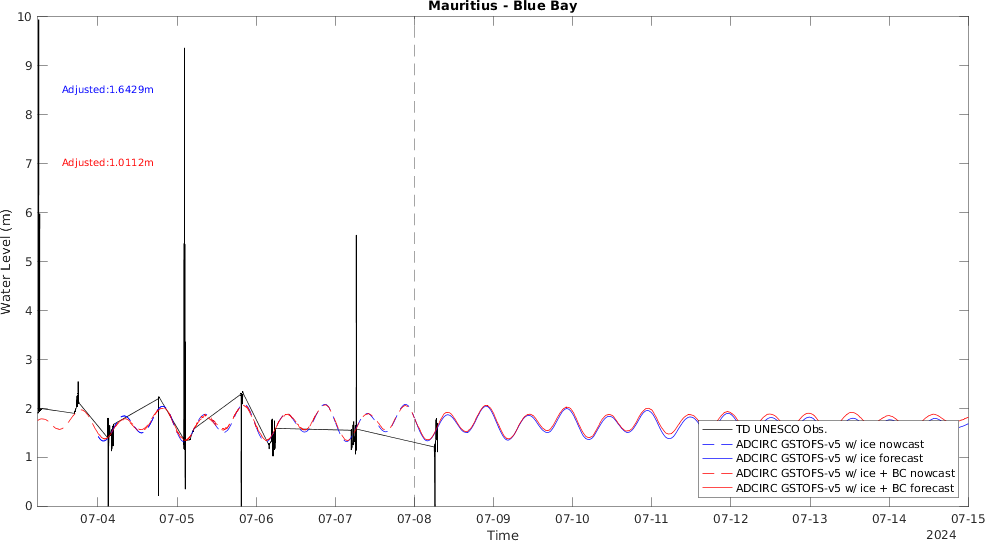 Mauritius - Blue Bay
10
9
8
7
6
5
4
3
2
1
0
Water Level (m)
Adjusted:1.6429m
Adjusted:1.0112m
TD UNESCO Obs.
ADCIRC GSTOFS-v5 w/ ice nowcast
ADCIRC GSTOFS-v5 w/ ice forecast
ADCIRC GSTOFS-v5 w/ ice + BC nowcast
ADCIRC GSTOFS-v5 w/ ice + BC forecast
07-04 07-05 07-06 07-07 07-08 07-09 07-10 07-11 07-12 07-13 07-14 07-15
Time
2024